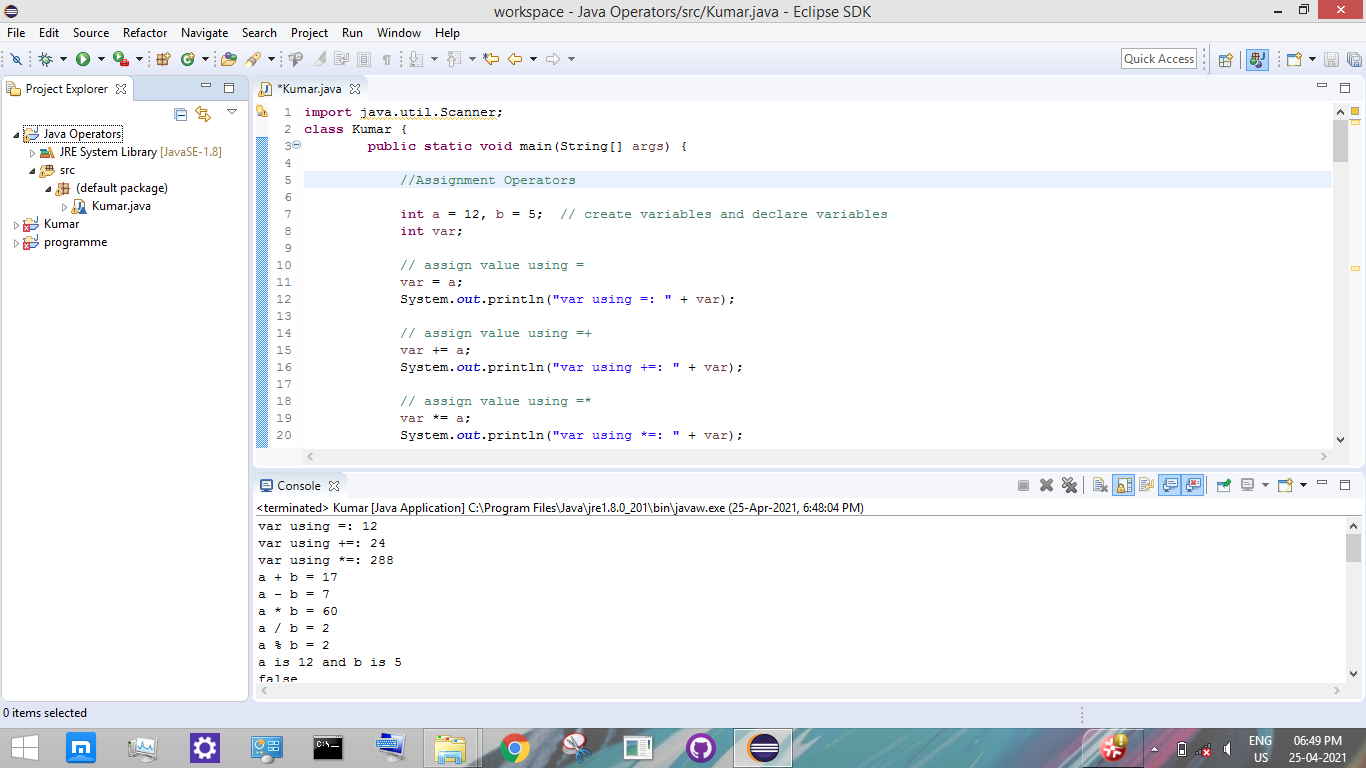 workspace - Java Operators/src/Kumar.java - Eclipse SDK
File Edit Source Refactor Navigate Search Project Run Window Help
Quick Access
Project Explorer
*Kumar.java
Java Operators
JRE System Library [JavaSE-1.8]
src
(default package)
Kumar.java
Kumar
programme
1 import java.util.Scanner;
2 class Kumar {
3 public static void main(String[] args) {
4
5 //Assignment Operators
6
7 int a = 12, b = 5; // create variables and declare variables
8 int var;
9
10 // assign value using =
11 var = a;
12 System.out.println("var using =: " + var);
13
14 // assign value using =+
15 var += a;
16 System.out.println("var using +=: " + var);
17
18 // assign value using =*
19 var *= a;
20 System.out.println("var using *=: " + var);
Console
<terminated> Kumar [Java Application] C:\Program Files\Java\jre1.8.0_201\bin\javaw.exe (25-Apr-2021, 6:48:04 PM)
var using =: 12
var using +=: 24
var using *=: 288
a + b = 17
a - b = 7
a * b = 60
a / b = 2
a % b = 2
a is 12 and b is 5
false
0 items selected
C:\
ENG
US
06:49 PM
25-04-2021